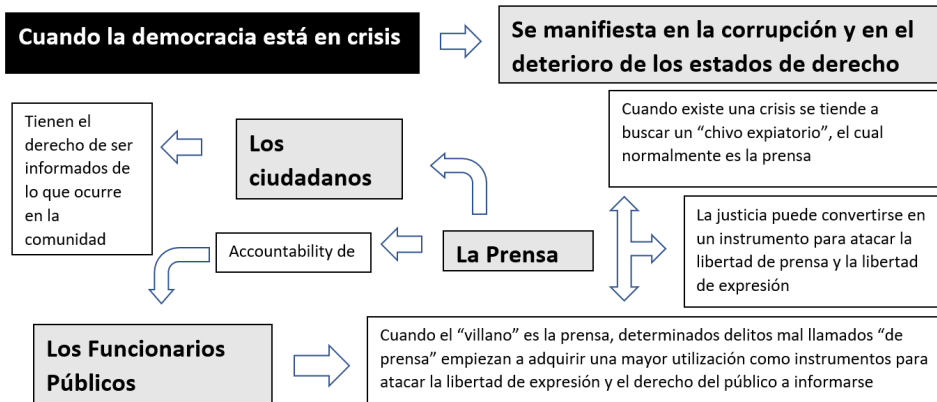 Cuando la democracia está en crisis
Se manifiesta en la corrupción y en el
deterioro de los estados de derecho
Tienen el
derecho de ser
informados de
lo que ocurre
en la
comunidad
Los
ciudadanos
Cuando existe una crisis se tiende a
buscar un “chivo expiatorio”, el cual
normalmente es la prensa
La justicia puede convertirse en
un instrumento para atacar la
libertad de prensa y la libertad
de expresión
Accountability de
La Prensa
Los Funcionarios
Públicos
Cuando el “villano” es la prensa, determinados delitos mal llamados “de
prensa” empiezan a adquirir una mayor utilización como instrumentos para
atacar la libertad de expresión y el derecho del público a informarse